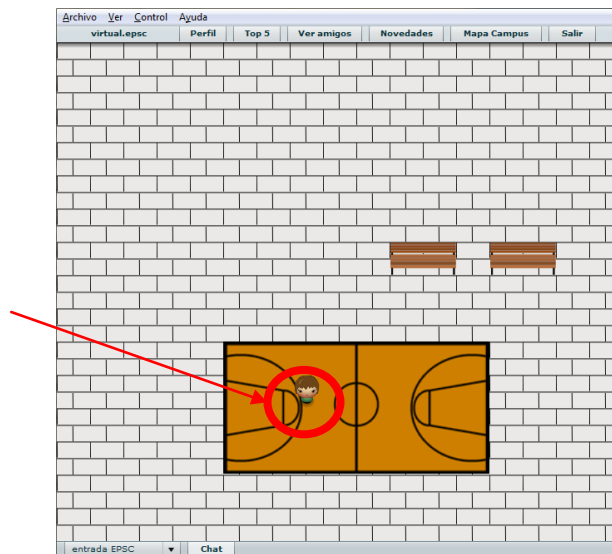 Archivo Ver Control Ayuda
virtual.epsc Perfil Top 5 Ver amigos Novedades Mapa Campus Salir
entrada EPSC Chat